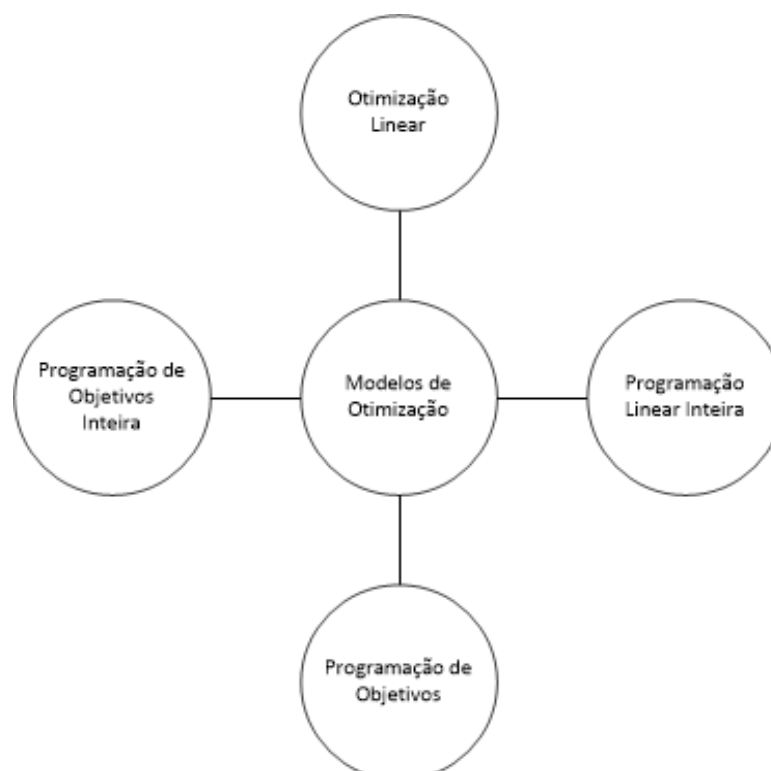 Otimização
Linear
Programação de
Objetivos
Inteira
Modelos de
Otimização
Programação
Linear Inteira
Programação de
Objetivos